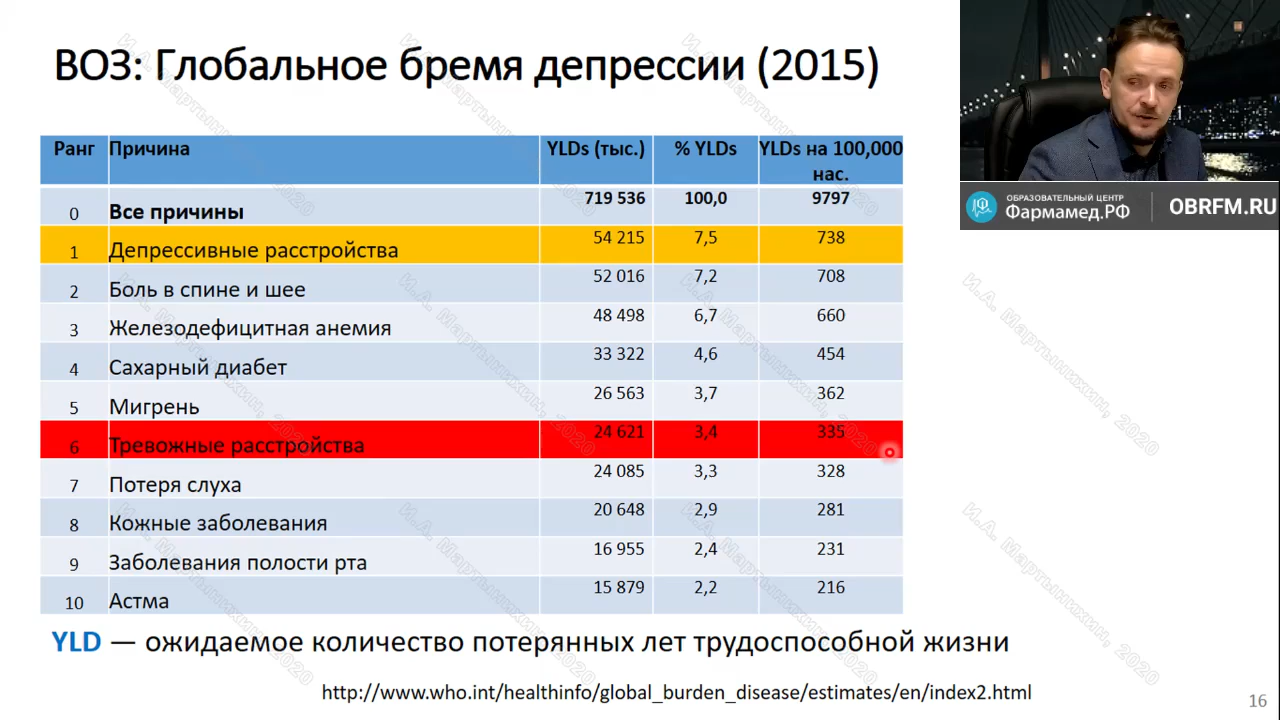 ВОЗ: Глобальное бремя депрессии (2015)
ОБРАЗОВАТЕЛЬНЫЙ ЦЕНТР
Фармамед.РФ
OBRFM.RU
Ранг Причина YLDs (тыс.) % YLDs YLDs на 100,000 нас.
0 Все причины 719 536 100,0 9797
1 Депрессивные расстройства 54 215 7,5 738
2 Боль в спине и шее 52 016 7,2 708
3 Железодефицитная анемия 48 498 6,7 660
4 Сахарный диабет 33 322 4,6 454
5 Мигрень 26 563 3,7 362
6 Тревожные расстройства 24 621 3,4 335
7 Потеря слуха 24 085 3,3 328
8 Кожные заболевания 20 648 2,9 281
9 Заболевания полости рта 16 955 2,4 231
10 Астма 15 879 2,2 216
YLD — ожидаемое количество потерянных лет трудоспособной жизни
http://www.who.int/healthinfo/global_burden_disease/estimates/en/index2.html
16
И.А. Мартынихин, 2020